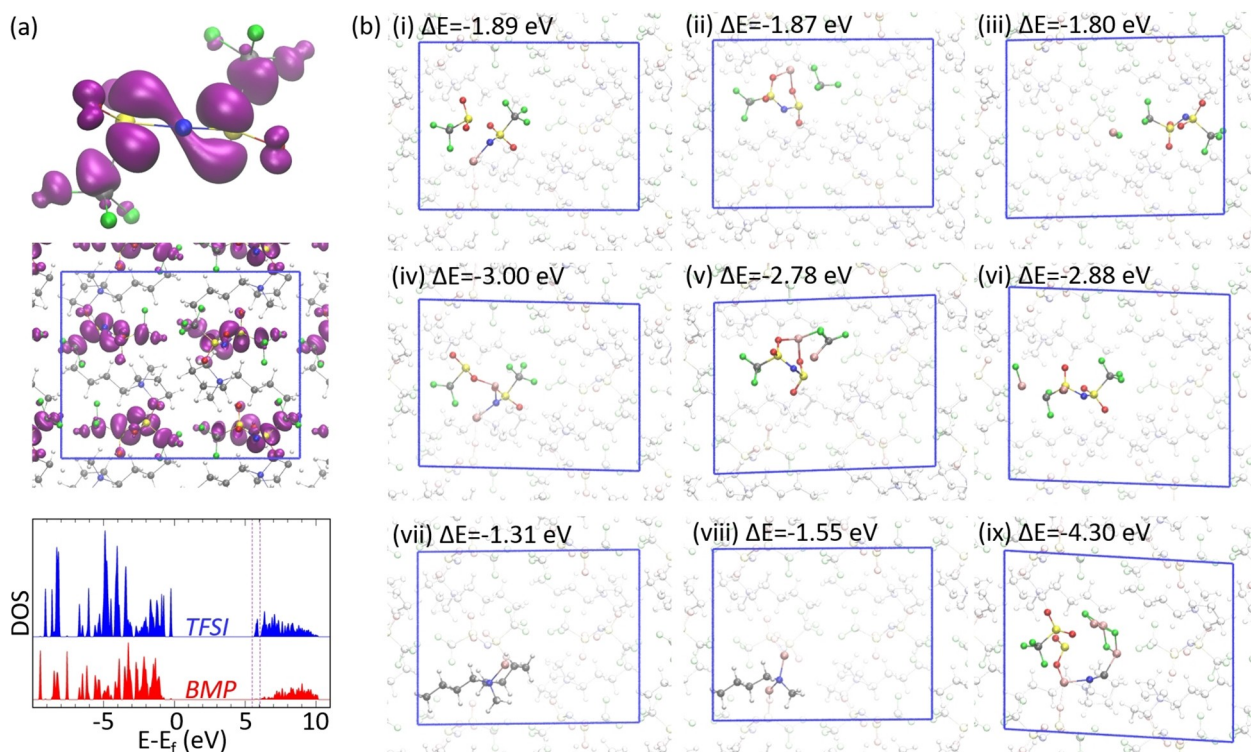 (a)
(b) (i) ΔE=-1.89 eV
(ii) ΔE=-1.87 eV
(iii) ΔE=-1.80 eV
(iv) ΔE=-3.00 eV
(v) ΔE=-2.78 eV
(vi) ΔE=-2.88 eV
(vii) ΔE=-1.31 eV
(viii) ΔE=-1.55 eV
(ix) ΔE=-4.30 eV
DOS
TFSI
BMP
-5 0 5 10
E-E_f (eV)